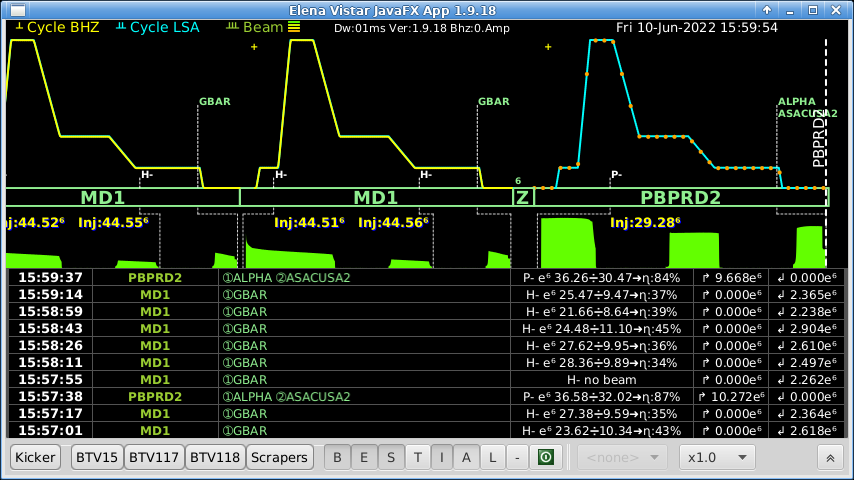 Elena Vistar JavaFX App 1.9.18
Cycle BHZ Cycle LSA Beam Dw:01ms Ver:1.9.18 Bhz:0.Amp Fri 10-Jun-2022 15:59:54
GBAR GBAR ALPHA
ASACUSA2
PBPRD2
H- H- H- P-
6
MD1 MD1 Z PBPRD2
nj:44.52⁶ Inj:44.55⁶ Inj:44.51⁶ Inj:44.56⁶ Inj:29.28⁶
15:59:37 PBPRD2 ①ALPHA ②ASACUSA2 P- e⁶ 36.26÷30.47➜η:84% ↱ 9.668e⁶ ↲ 0.000e⁶
15:59:14 MD1 ①GBAR H- e⁶ 25.47÷9.47➜η:37% ↱ 0.000e⁶ ↲ 2.365e⁶
15:58:59 MD1 ①GBAR H- e⁶ 21.66÷8.64➜η:39% ↱ 0.000e⁶ ↲ 2.238e⁶
15:58:43 MD1 ①GBAR H- e⁶ 24.48÷11.10➜η:45% ↱ 0.000e⁶ ↲ 2.904e⁶
15:58:26 MD1 ①GBAR H- e⁶ 27.62÷9.95➜η:36% ↱ 0.000e⁶ ↲ 2.610e⁶
15:58:11 MD1 ①GBAR H- e⁶ 28.36÷9.89➜η:34% ↱ 0.000e⁶ ↲ 2.497e⁶
15:57:55 MD1 ①GBAR H- no beam ↱ 0.000e⁶ ↲ 2.262e⁶
15:57:38 PBPRD2 ①ALPHA ②ASACUSA2 P- e⁶ 36.58÷32.02➜η:87% ↱ 10.272e⁶ ↲ 0.000e⁶
15:57:17 MD1 ①GBAR H- e⁶ 27.38÷9.59➜η:35% ↱ 0.000e⁶ ↲ 2.364e⁶
15:57:01 MD1 ①GBAR H- e⁶ 23.62÷10.34➜η:43% ↱ 0.000e⁶ ↲ 2.618e⁶
Kicker BTV15 BTV117 BTV118 Scrapers B E S T I A L - <none> x1.0